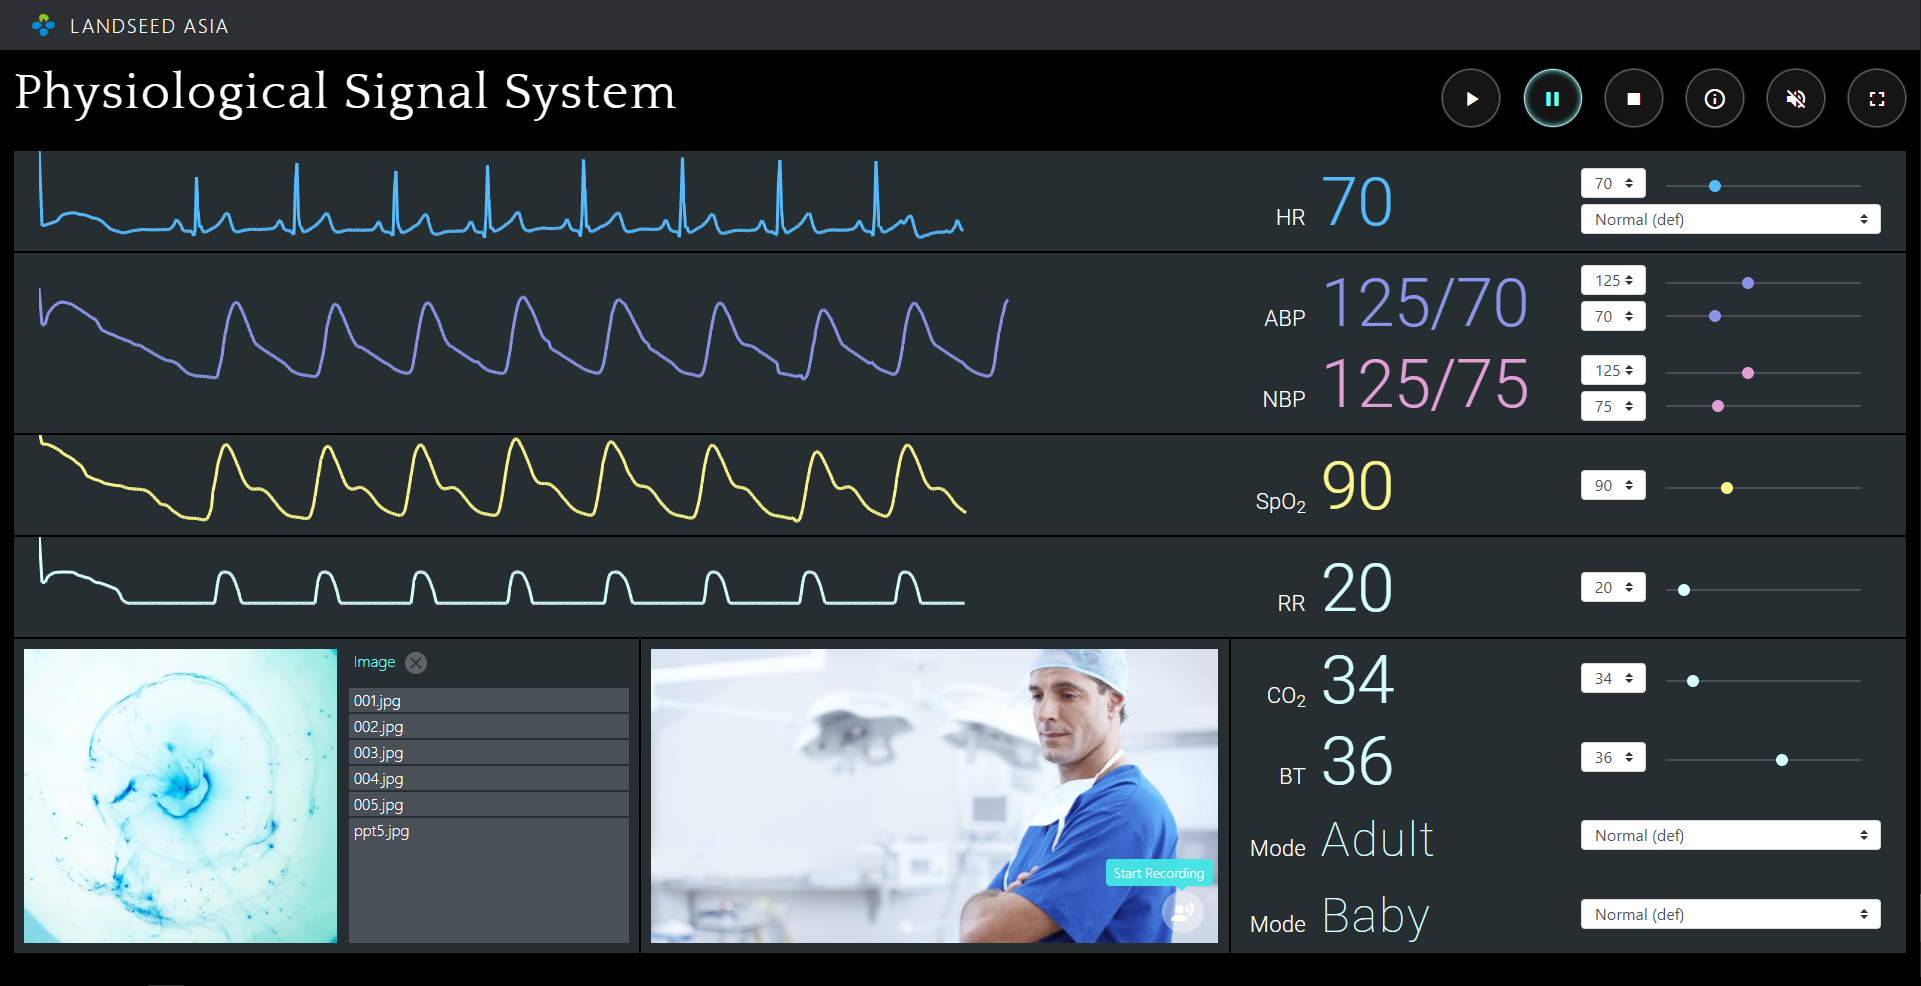 LANDSEED ASIA
Physiological Signal System
HR 70 70
Normal (def)
ABP 125/70 125
70
NBP 125/75 125
75
SpO₂ 90 90
RR 20 20
Image
001.jpg
002.jpg
003.jpg
004.jpg
005.jpg
ppt5.jpg
Start Recording
CO₂ 34 34
BT 36 36
Mode Adult Normal (def)
Mode Baby Normal (def)